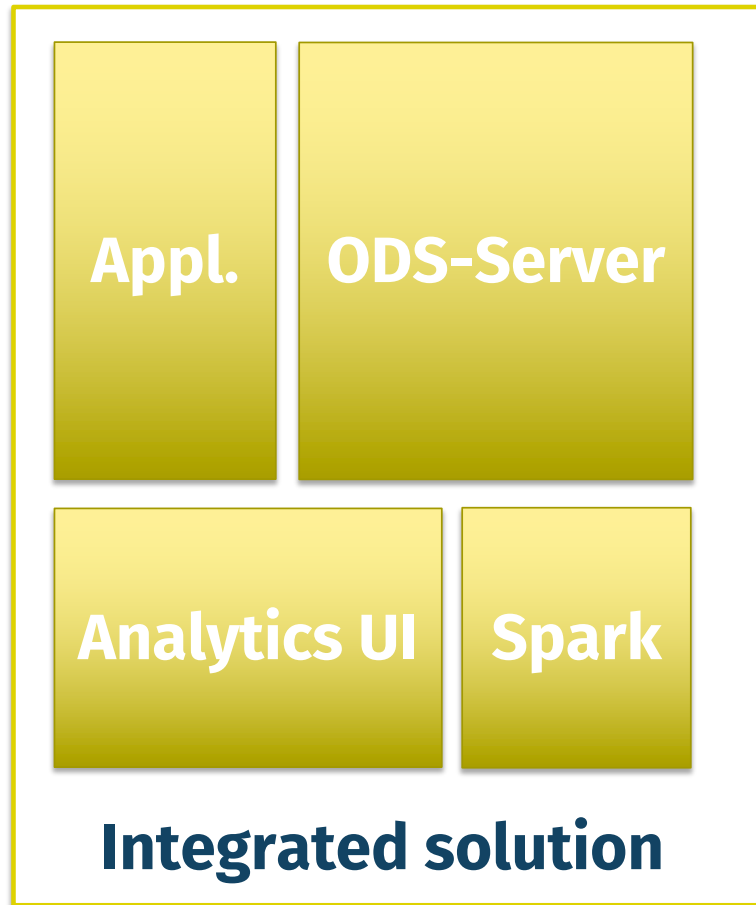 Appl.
ODS-Server
Analytics UI
Spark
Integrated solution